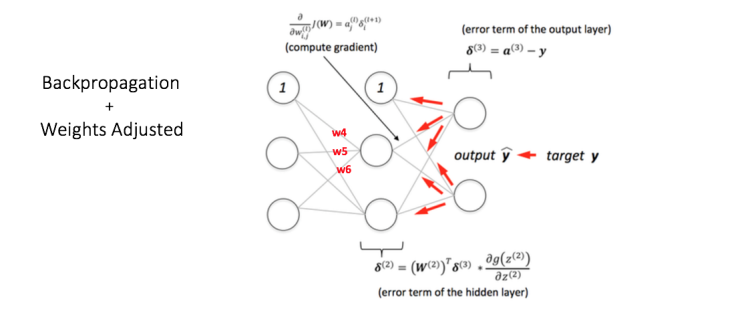 Backpropagation
+
Weights Adjusted
∂/∂w_{i,j}^{(l)} J(W) = a_j^{(l)} δ_i^{(l+1)}
(compute gradient)
(error term of the output layer)
δ^{(3)} = a^{(3)} − y
1
1
w4
w5
w6
output ŷ
target y
δ^{(2)} = (W^{(2)})^T δ^{(3)} * ∂g(z^{(2)})/∂z^{(2)}
(error term of the hidden layer)